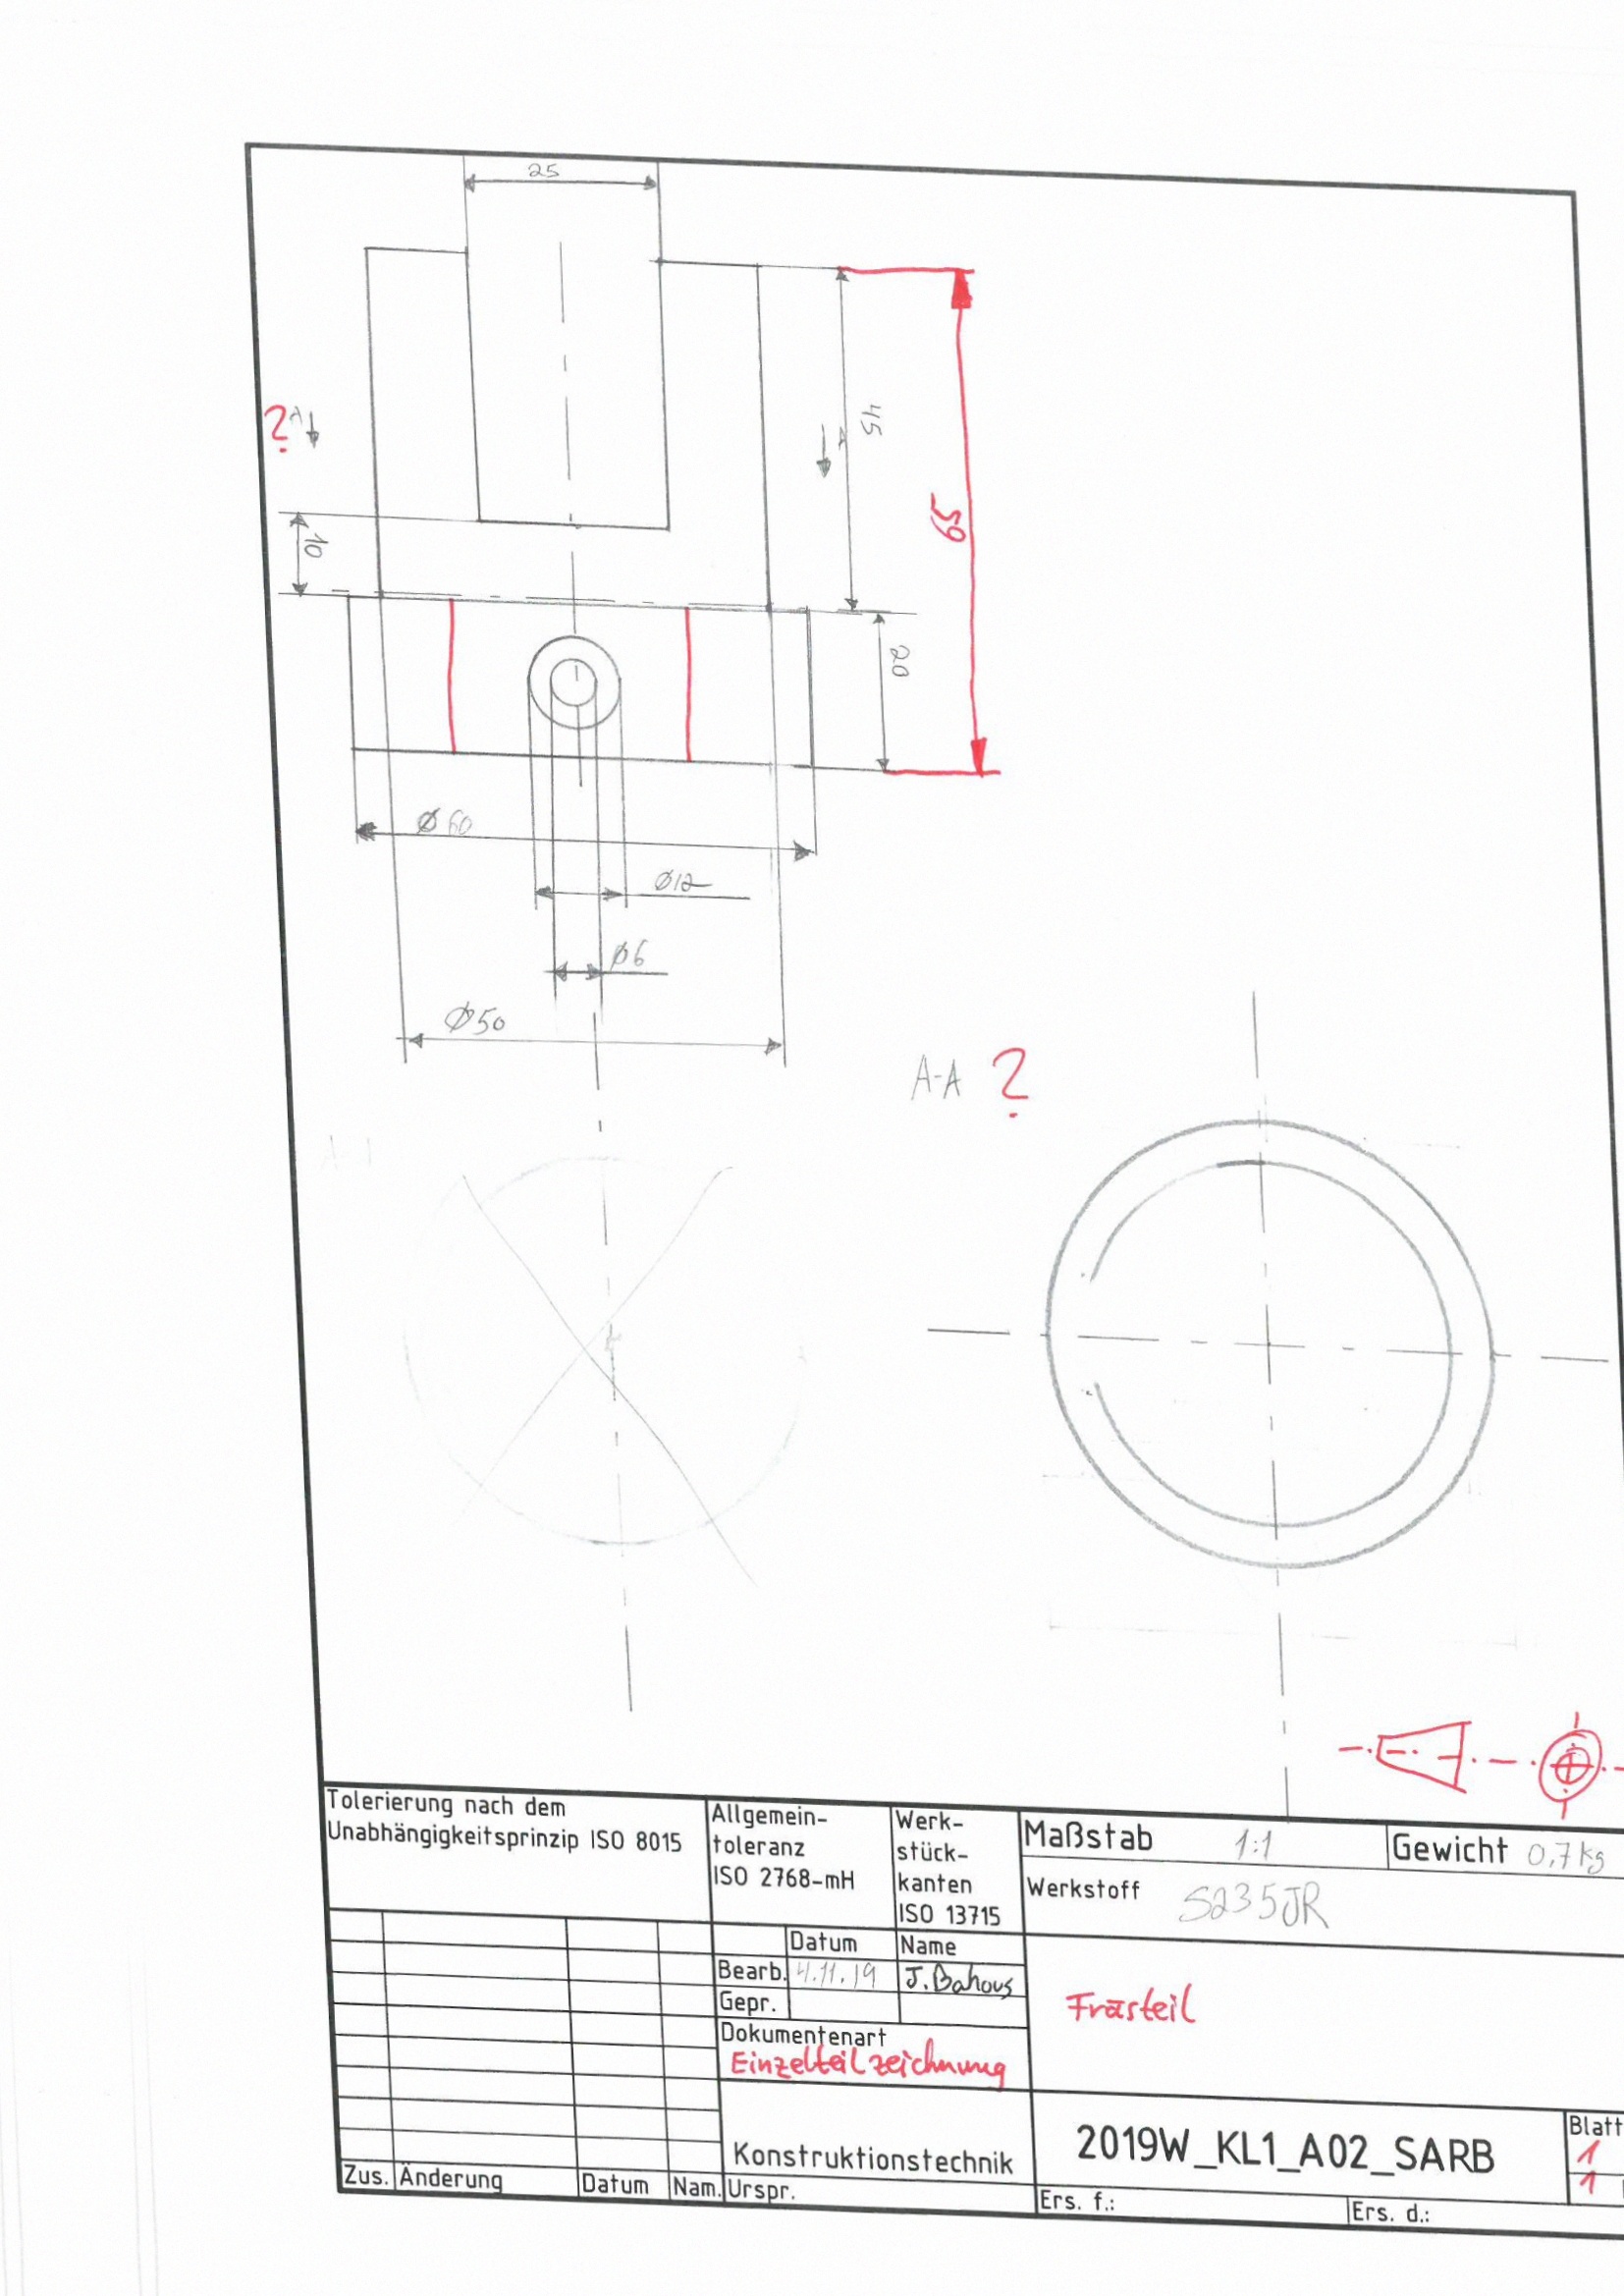 25
? A
A
45
65
10
20
Ø 60
Ø12
Ø6
Ø50
A-A ?
Tolerierung nach dem
Unabhängigkeitsprinzip ISO 8015
Allgemein-
toleranz
ISO 2768-mH
Werk-
stück-
kanten
ISO 13715
Maßstab 1:1
Gewicht 0,7kg
Werkstoff S235JR
Datum Name
Bearb. 4.11.19 J.Bahous
Gepr.
Frästeil
Dokumentenart
Einzelteilzeichnung
Konstruktionstechnik
2019W_KL1_A02_SARB
Blatt
1
1
Zus. Änderung Datum Nam. Urspr.
Ers. f.: Ers. d.: